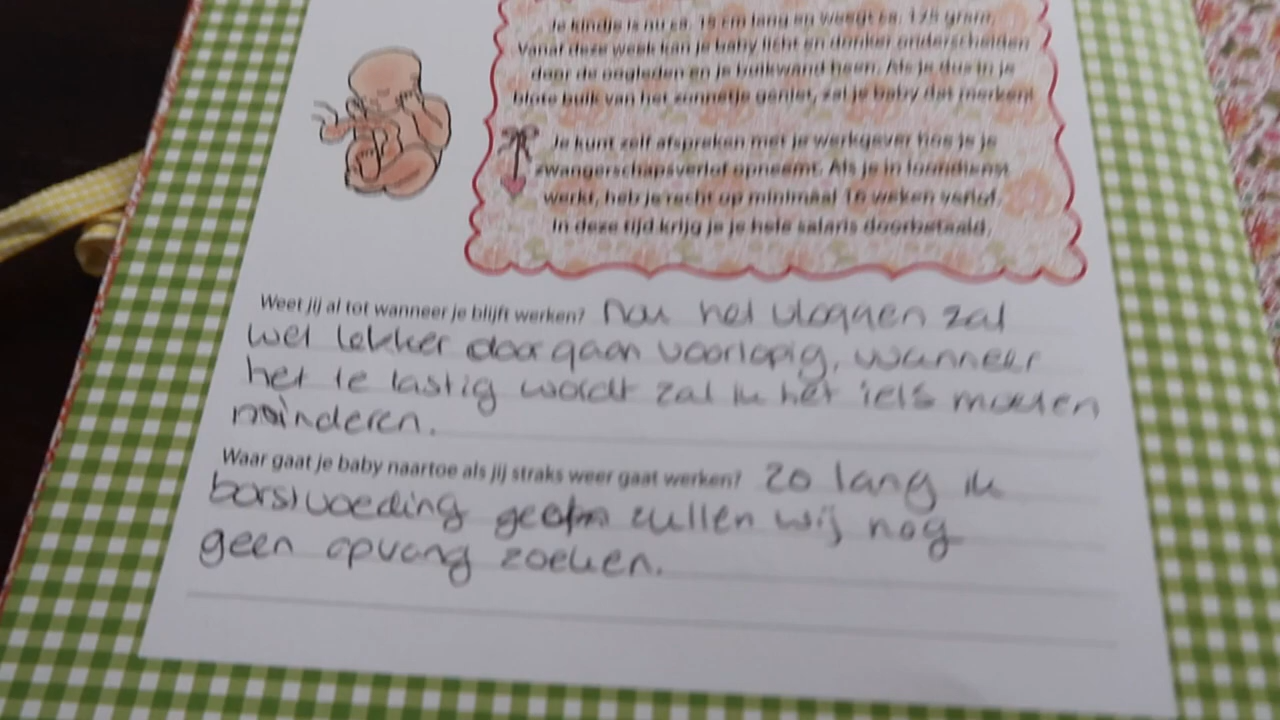 Je kindje is nu ca. 15 cm lang en weegt ca. 175 gram.
Vanaf deze week kan je baby licht en donker onderscheiden
door de oogleden en je buikwand heen. Als je dus in je
blote buik van het zonnetje geniet, zal je baby dat merken!
Je kunt zelf afspreken met je werkgever hoe je je
zwangerschapsverlof opneemt. Als je in loondienst
werkt, heb je recht op minimaal 16 weken verlof.
In deze tijd krijg je je hele salaris doorbetaald.
Weet jij al tot wanneer je blijft werken? Nou het vloggen zal
wel lekker doorgaan voorlopig, wanneer
het te lastig wordt zal ik het iets moeten
minderen.
Waar gaat je baby naartoe als jij straks weer gaat werken? Zo lang ik
borstvoeding zullen wij nog
geen opvang zoeken.